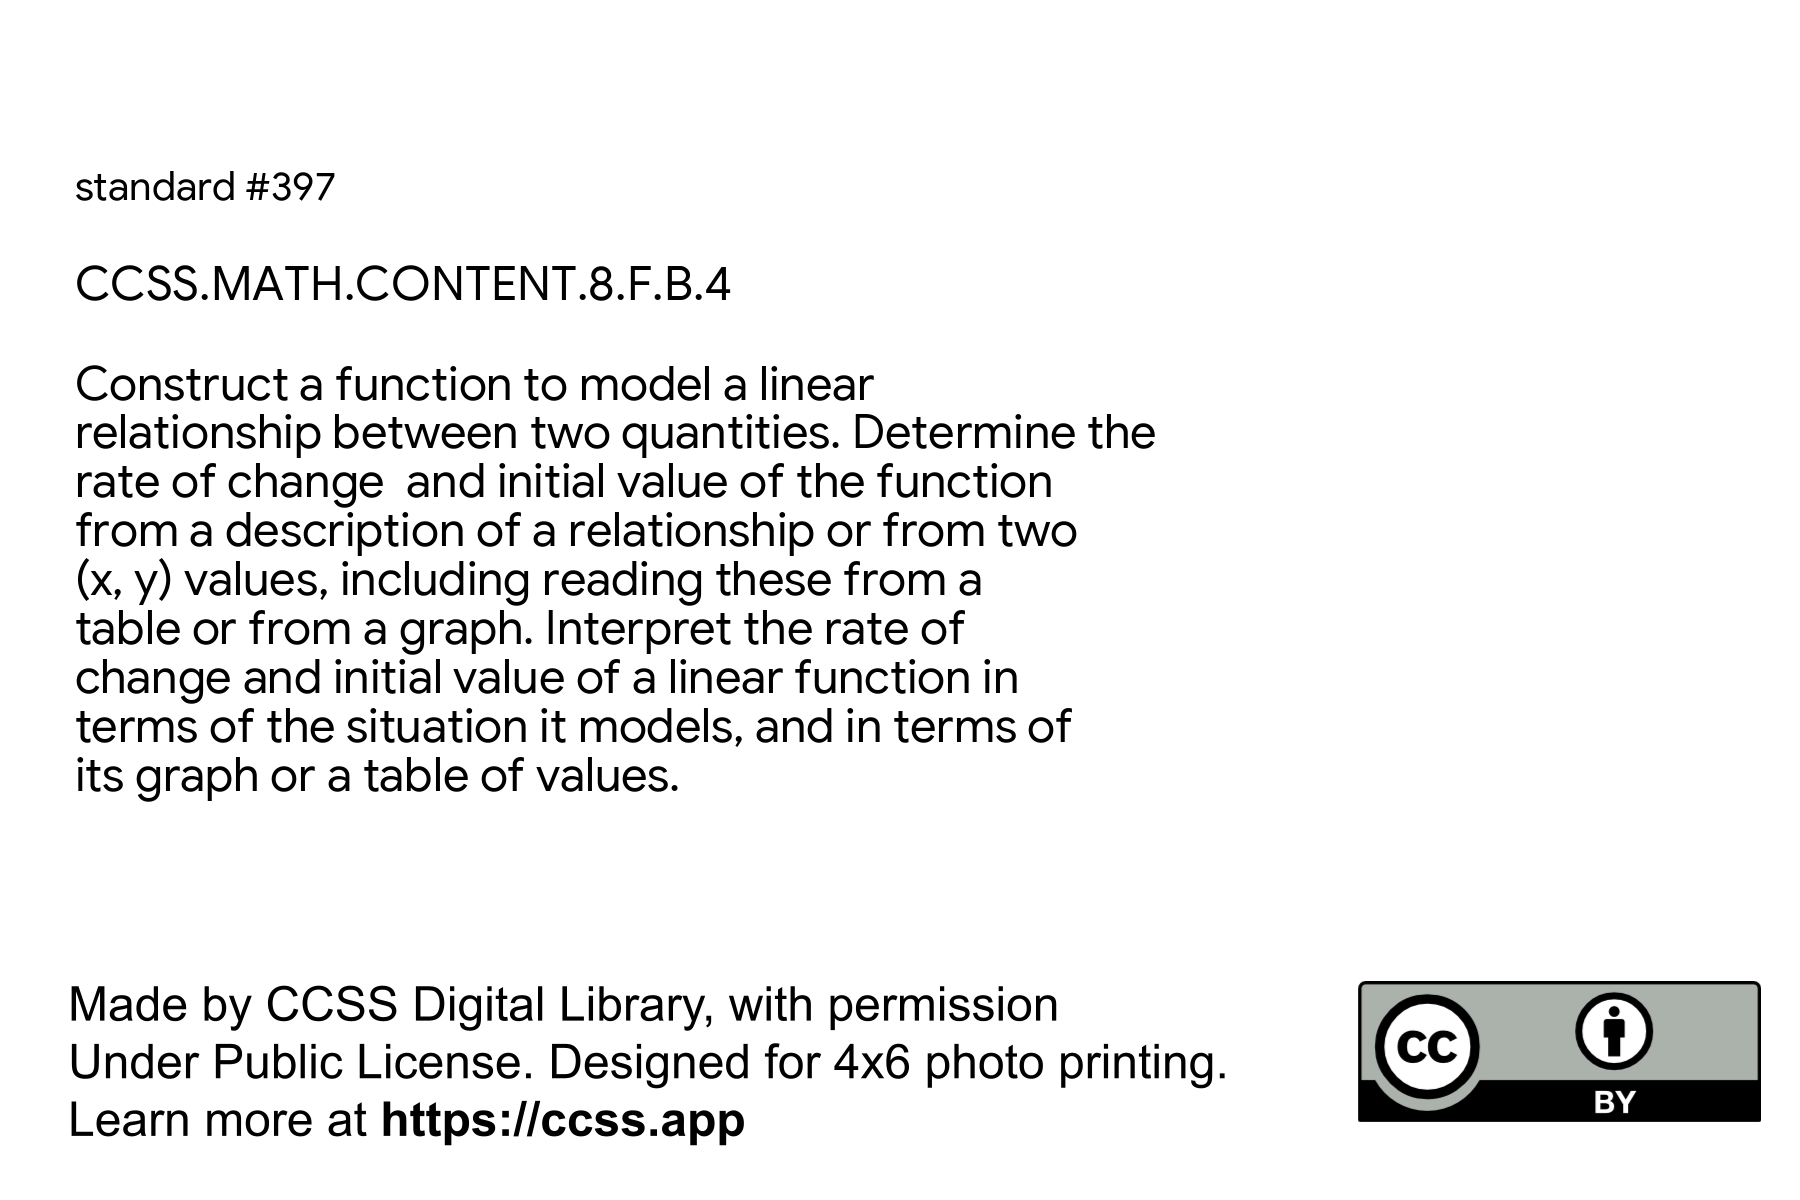 standard #397
CCSS.MATH.CONTENT.8.F.B.4
Construct a function to model a linear
relationship between two quantities. Determine the
rate of change  and initial value of the function
from a description of a relationship or from two
(x, y) values, including reading these from a
table or from a graph. Interpret the rate of
change and initial value of a linear function in
terms of the situation it models, and in terms of
its graph or a table of values.
Made by CCSS Digital Library, with permission
Under Public License. Designed for 4x6 photo printing.
Learn more at https://ccss.app
cc
BY